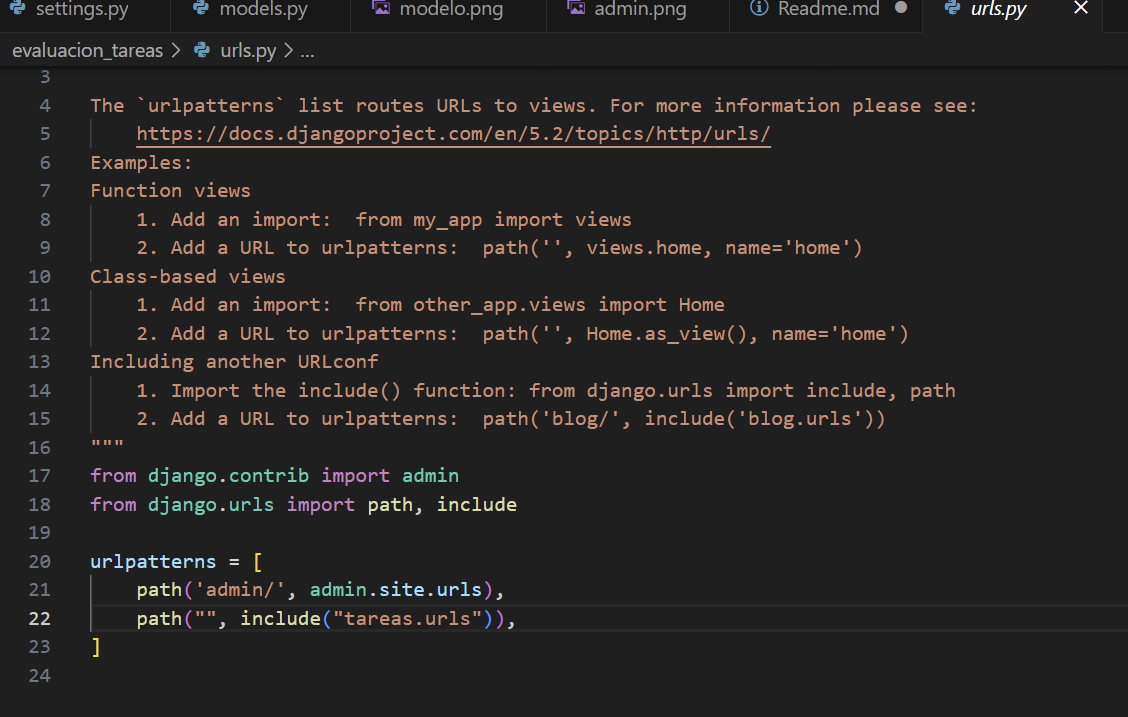 settings.py models.py modelo.png admin.png Readme.md urls.py
evaluacion_tareas > urls.py > ...
3
4 The `urlpatterns` list routes URLs to views. For more information please see:
5     https://docs.djangoproject.com/en/5.2/topics/http/urls/
6 Examples:
7 Function views
8     1. Add an import:  from my_app import views
9     2. Add a URL to urlpatterns:  path('', views.home, name='home')
10 Class-based views
11     1. Add an import:  from other_app.views import Home
12     2. Add a URL to urlpatterns:  path('', Home.as_view(), name='home')
13 Including another URLconf
14     1. Import the include() function: from django.urls import include, path
15     2. Add a URL to urlpatterns:  path('blog/', include('blog.urls'))
16 """
17 from django.contrib import admin
18 from django.urls import path, include
19
20 urlpatterns = [
21     path('admin/', admin.site.urls),
22     path("", include("tareas.urls")),
23 ]
24